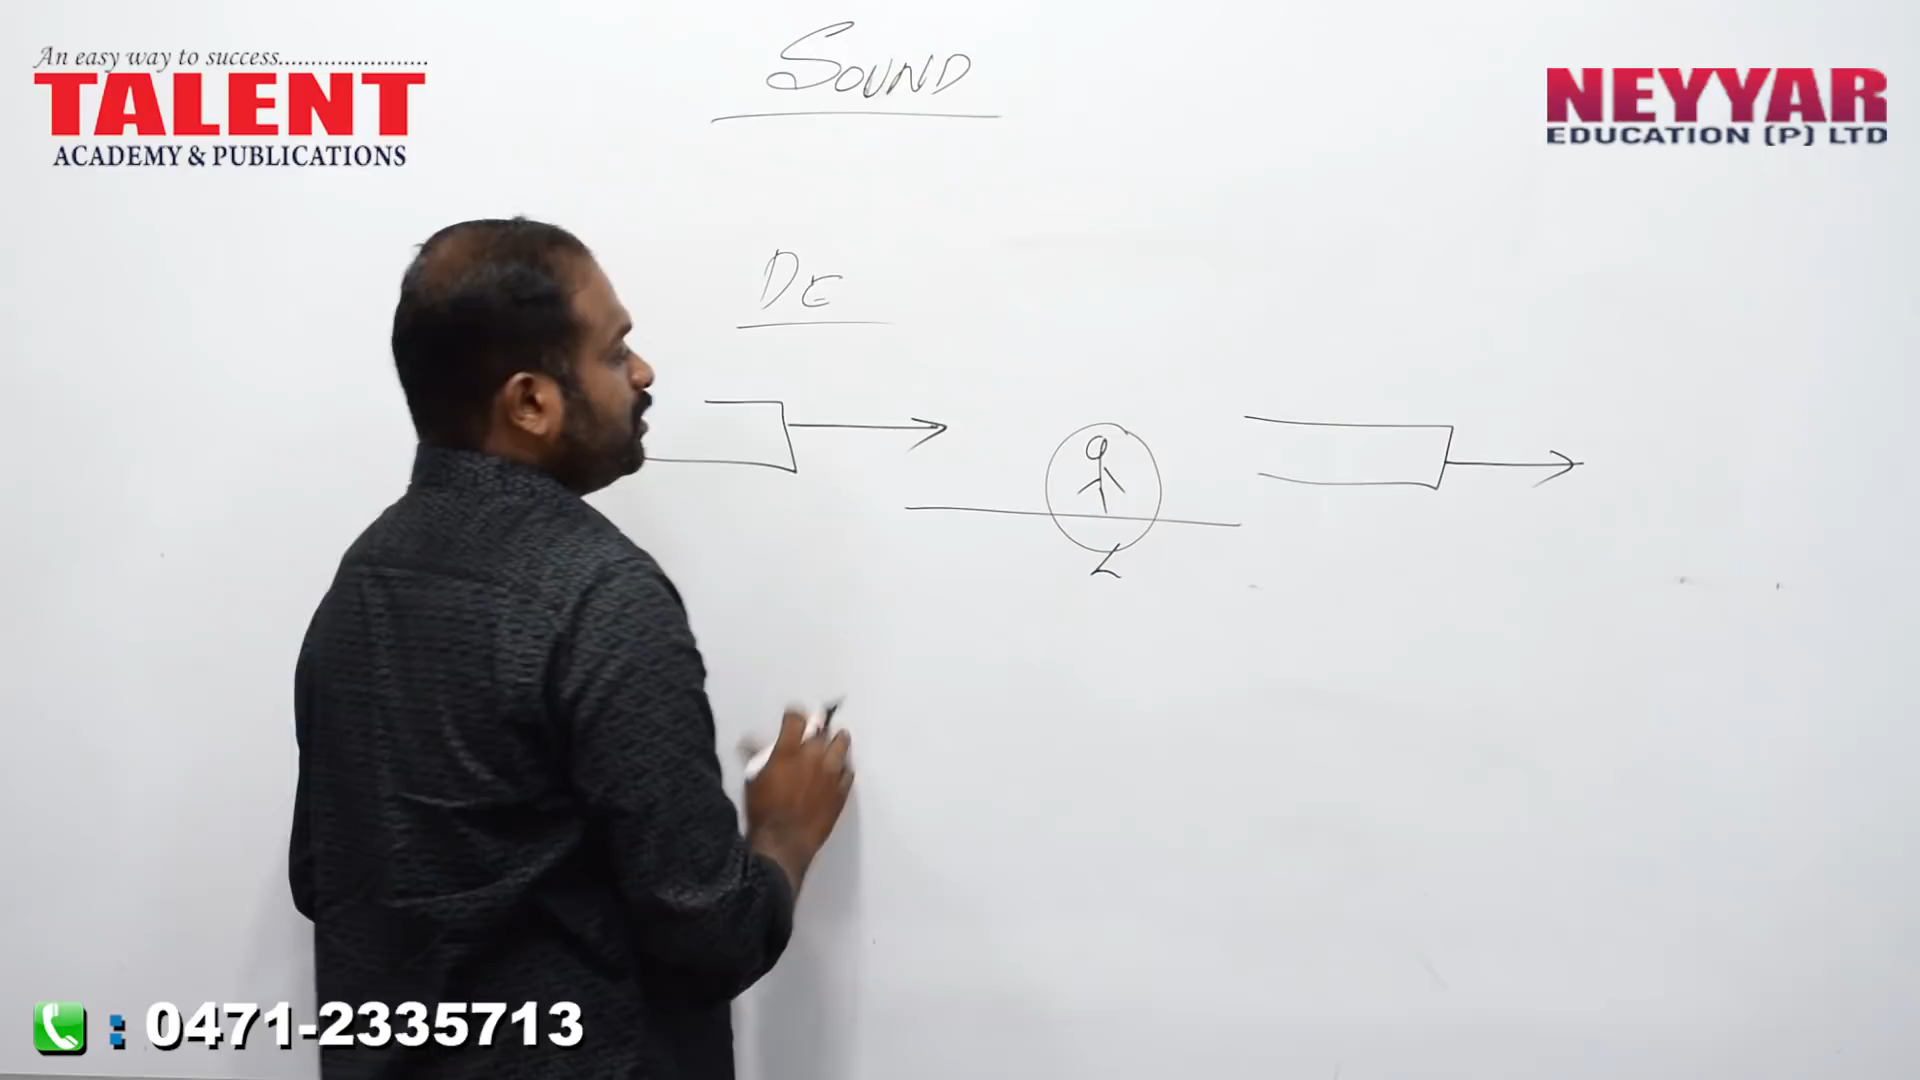 An easy way to success......................
TALENT
ACADEMY & PUBLICATIONS
SOUND
NEYYAR
EDUCATION (P) LTD
DE
L
: 0471-2335713